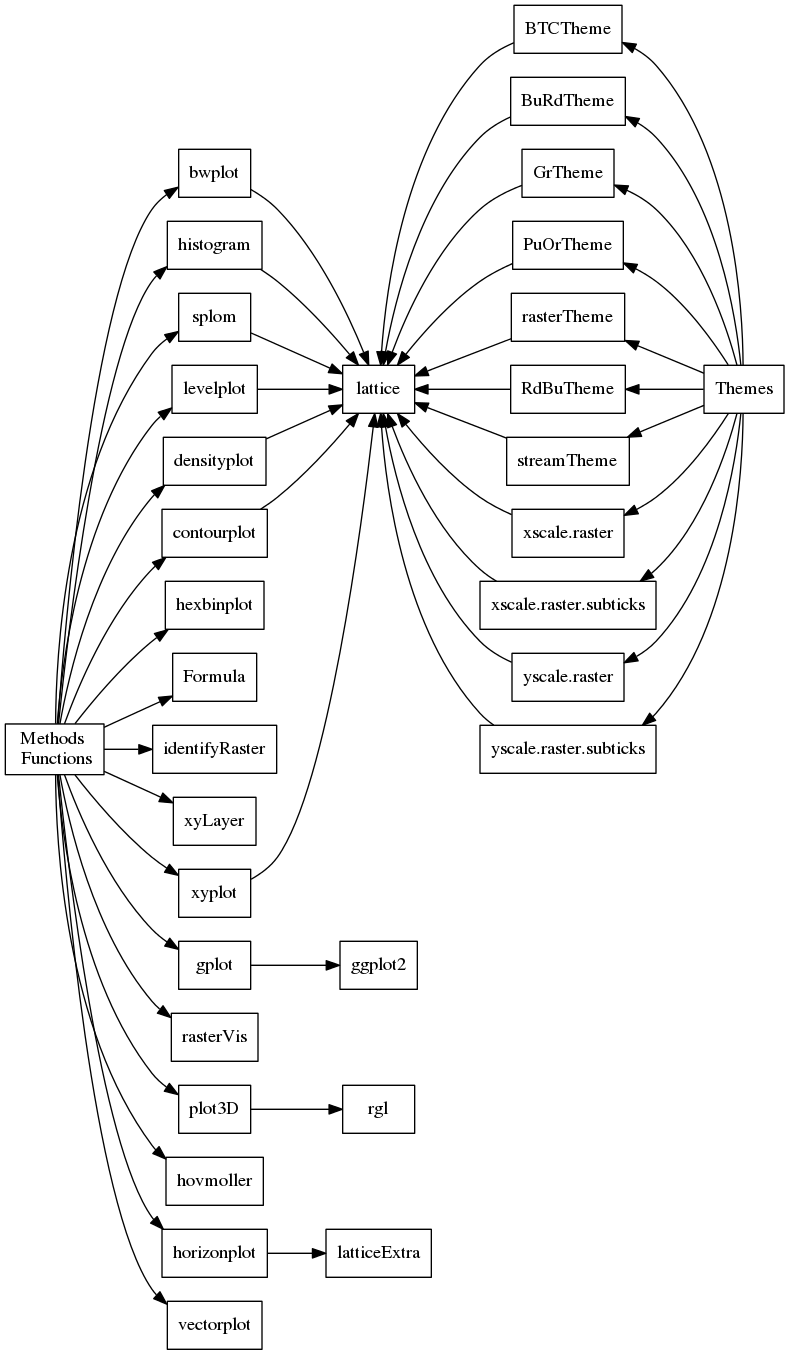 BTCTheme
BuRdTheme
bwplot
GrTheme
histogram
PuOrTheme
splom
rasterTheme
levelplot
lattice
RdBuTheme
Themes
densityplot
streamTheme
contourplot
xscale.raster
hexbinplot
xscale.raster.subticks
Formula
yscale.raster
Methods
Functions
identifyRaster
yscale.raster.subticks
xyLayer
xyplot
gplot
ggplot2
rasterVis
plot3D
rgl
hovmoller
horizonplot
latticeExtra
vectorplot